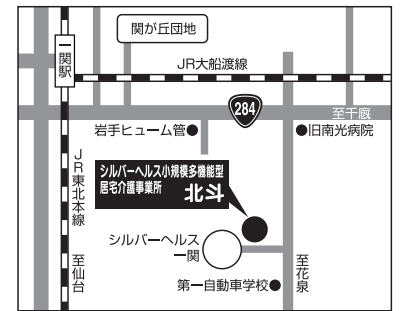 関が丘団地
一関駅
JR大船渡線
284
至千厩
岩手ヒューム管
旧南光病院
JR東北本線
シルバーヘルス小規模多機能型
居宅介護事業所 北斗
シルバーヘルス
一関
至仙台
至花泉
第一自動車学校